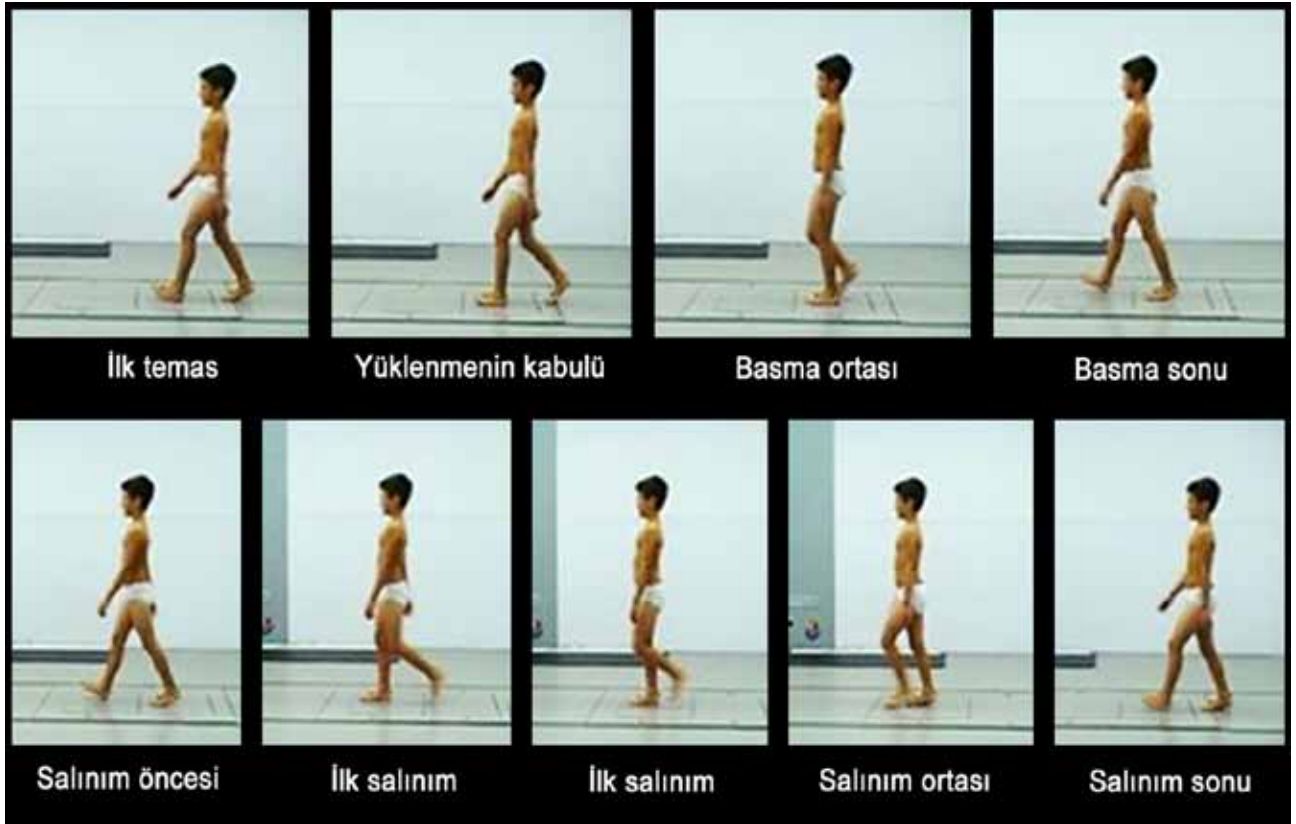 İlk temas
Yüklenmenin kabulü
Basma ortası
Basma sonu
Salınım öncesi
İlk salınım
İlk salınım
Salınım ortası
Salınım sonu